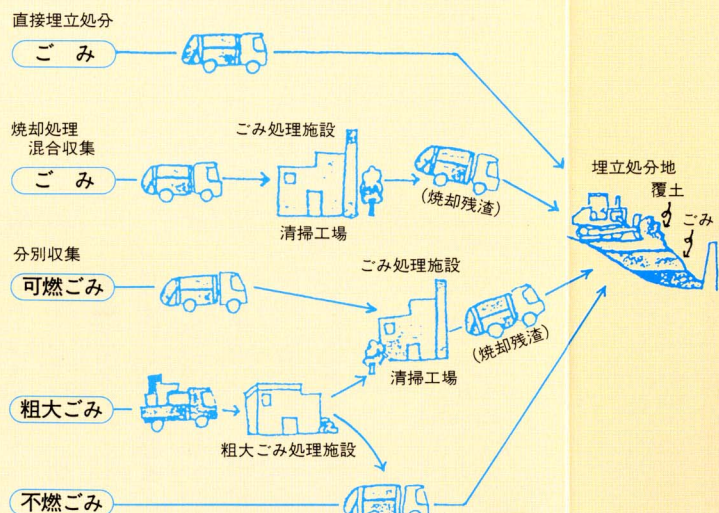 直接埋立処分
ごみ
焼却処理
混合収集
ごみ
ごみ処理施設
清掃工場
(焼却残渣)
埋立処分地
覆土
ごみ
分別収集
可燃ごみ
ごみ処理施設
清掃工場
(焼却残渣)
粗大ごみ
粗大ごみ処理施設
不燃ごみ